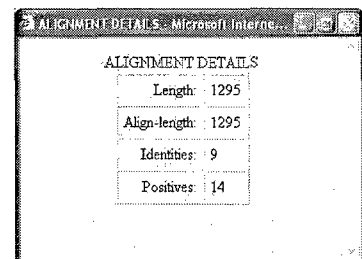 ALIGNMENT DETAILS - Microsoft Interne...
ALIGNMENT DETAILS
Length: 1295
Align-length: 1295
Identities: 9
Positives: 14